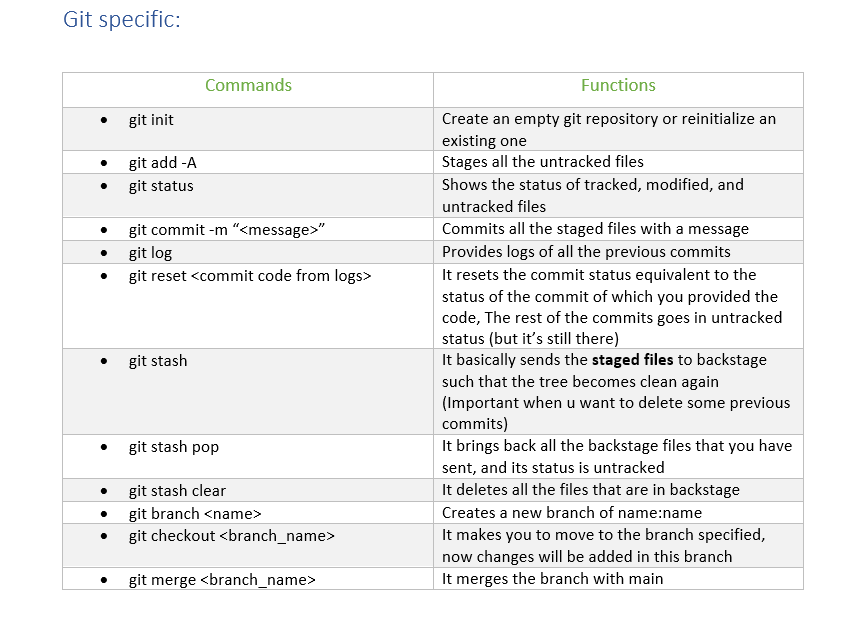 Git specific:
Commands
Functions
• git init
Create an empty git repository or reinitialize an
existing one
• git add -A
Stages all the untracked files
• git status
Shows the status of tracked, modified, and
untracked files
• git commit -m “<message>”
Commits all the staged files with a message
• git log
Provides logs of all the previous commits
• git reset <commit code from logs>
It resets the commit status equivalent to the
status of the commit of which you provided the
code, The rest of the commits goes in untracked
status (but it’s still there)
• git stash
It basically sends the staged files to backstage
such that the tree becomes clean again
(Important when u want to delete some previous
commits)
• git stash pop
It brings back all the backstage files that you have
sent, and its status is untracked
• git stash clear
It deletes all the files that are in backstage
• git branch <name>
Creates a new branch of name:name
• git checkout <branch_name>
It makes you to move to the branch specified,
now changes will be added in this branch
• git merge <branch_name>
It merges the branch with main